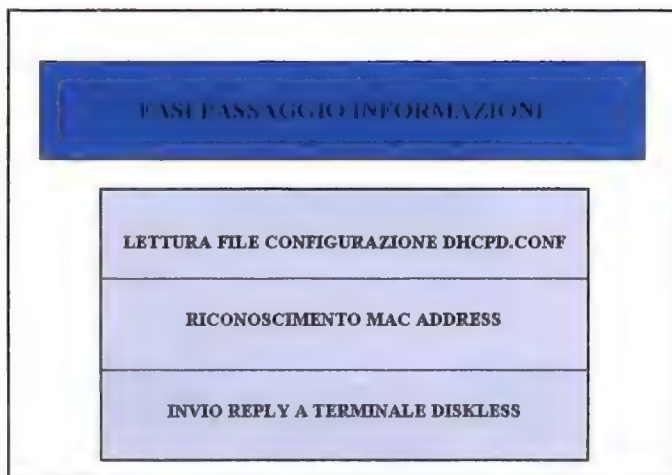 FASI PASSAGGIO INFORMAZIONI
LETTURA FILE CONFIGURAZIONE DHCPD.CONF
RICONOSCIMENTO MAC ADDRESS
INVIO REPLY A TERMINALE DISKLESS